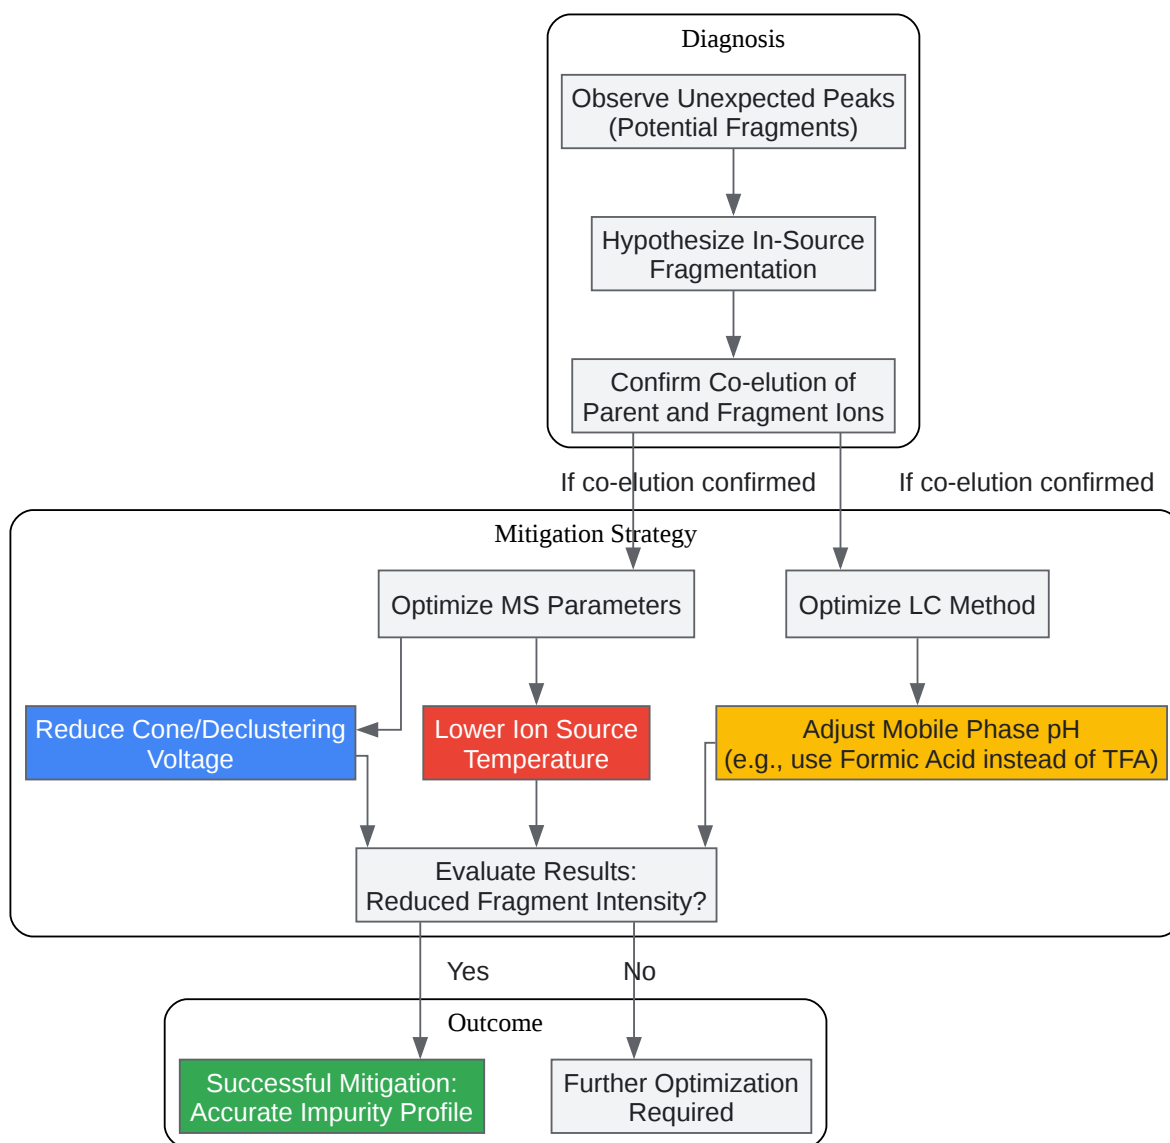 Diagnosis
Observe Unexpected Peaks
(Potential Fragments)
Hypothesize In-Source
Fragmentation
Confirm Co-elution of
Parent and Fragment Ions
If co-elution confirmed
If co-elution confirmed
Mitigation Strategy
Optimize MS Parameters
Optimize LC Method
Reduce Cone/Declustering
Voltage
Lower Ion Source
Temperature
Adjust Mobile Phase pH
(e.g., use Formic Acid instead of TFA)
Evaluate Results:
Reduced Fragment Intensity?
Yes
No
Outcome
Successful Mitigation:
Accurate Impurity Profile
Further Optimization
Required